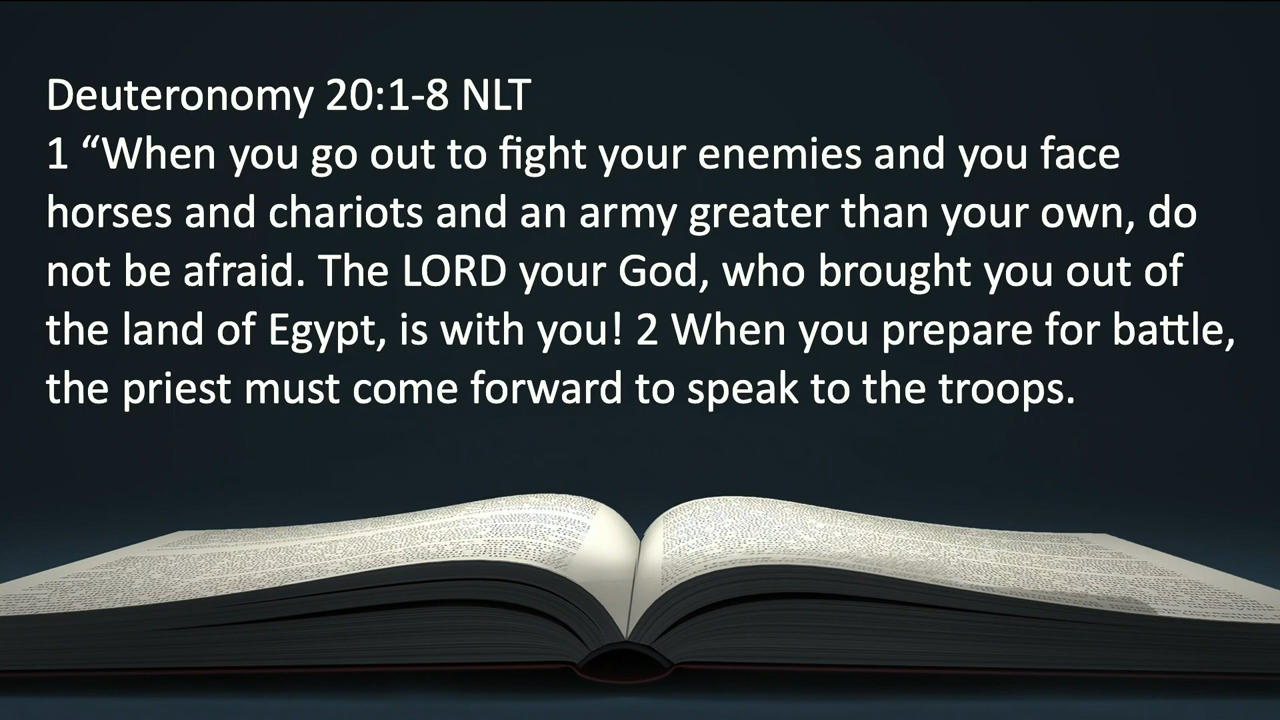 Deuteronomy 20:1-8 NLT
1 “When you go out to fight your enemies and you face
horses and chariots and an army greater than your own, do
not be afraid. The LORD your God, who brought you out of
the land of Egypt, is with you! 2 When you prepare for battle,
the priest must come forward to speak to the troops.